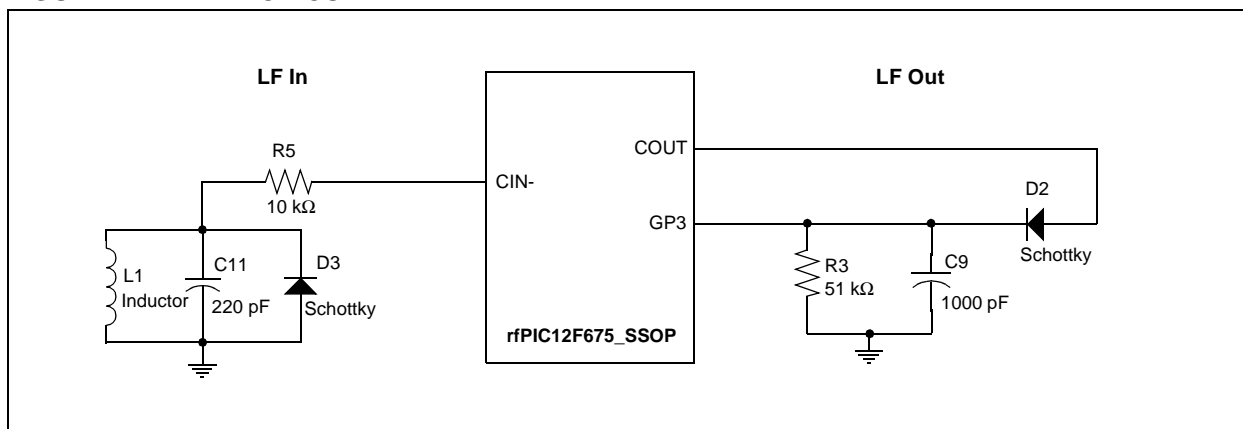 LF In
LF Out
R5
10 kΩ
CIN-
COUT
GP3
D2
Schottky
L1
Inductor
C11
220 pF
D3
Schottky
R3
51 kΩ
C9
1000 pF
rfPIC12F675_SSOP